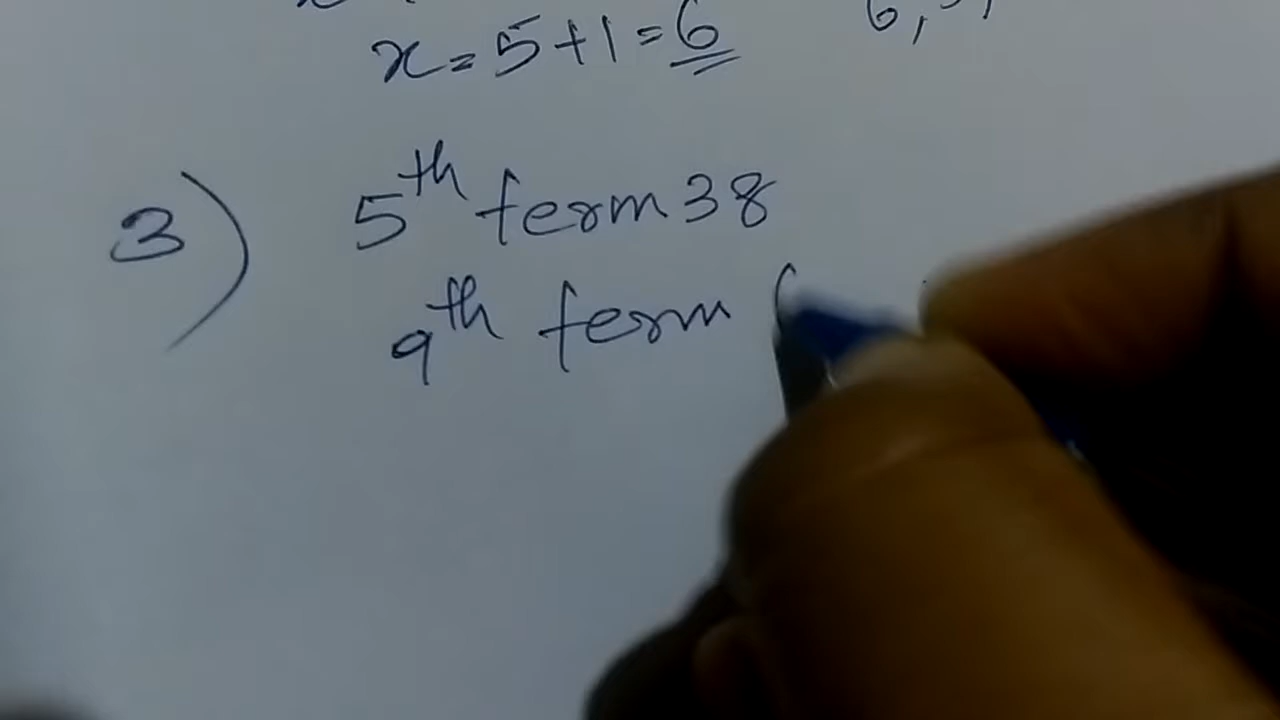 x = 5+1 = 6
3) 5th term 38
9th term